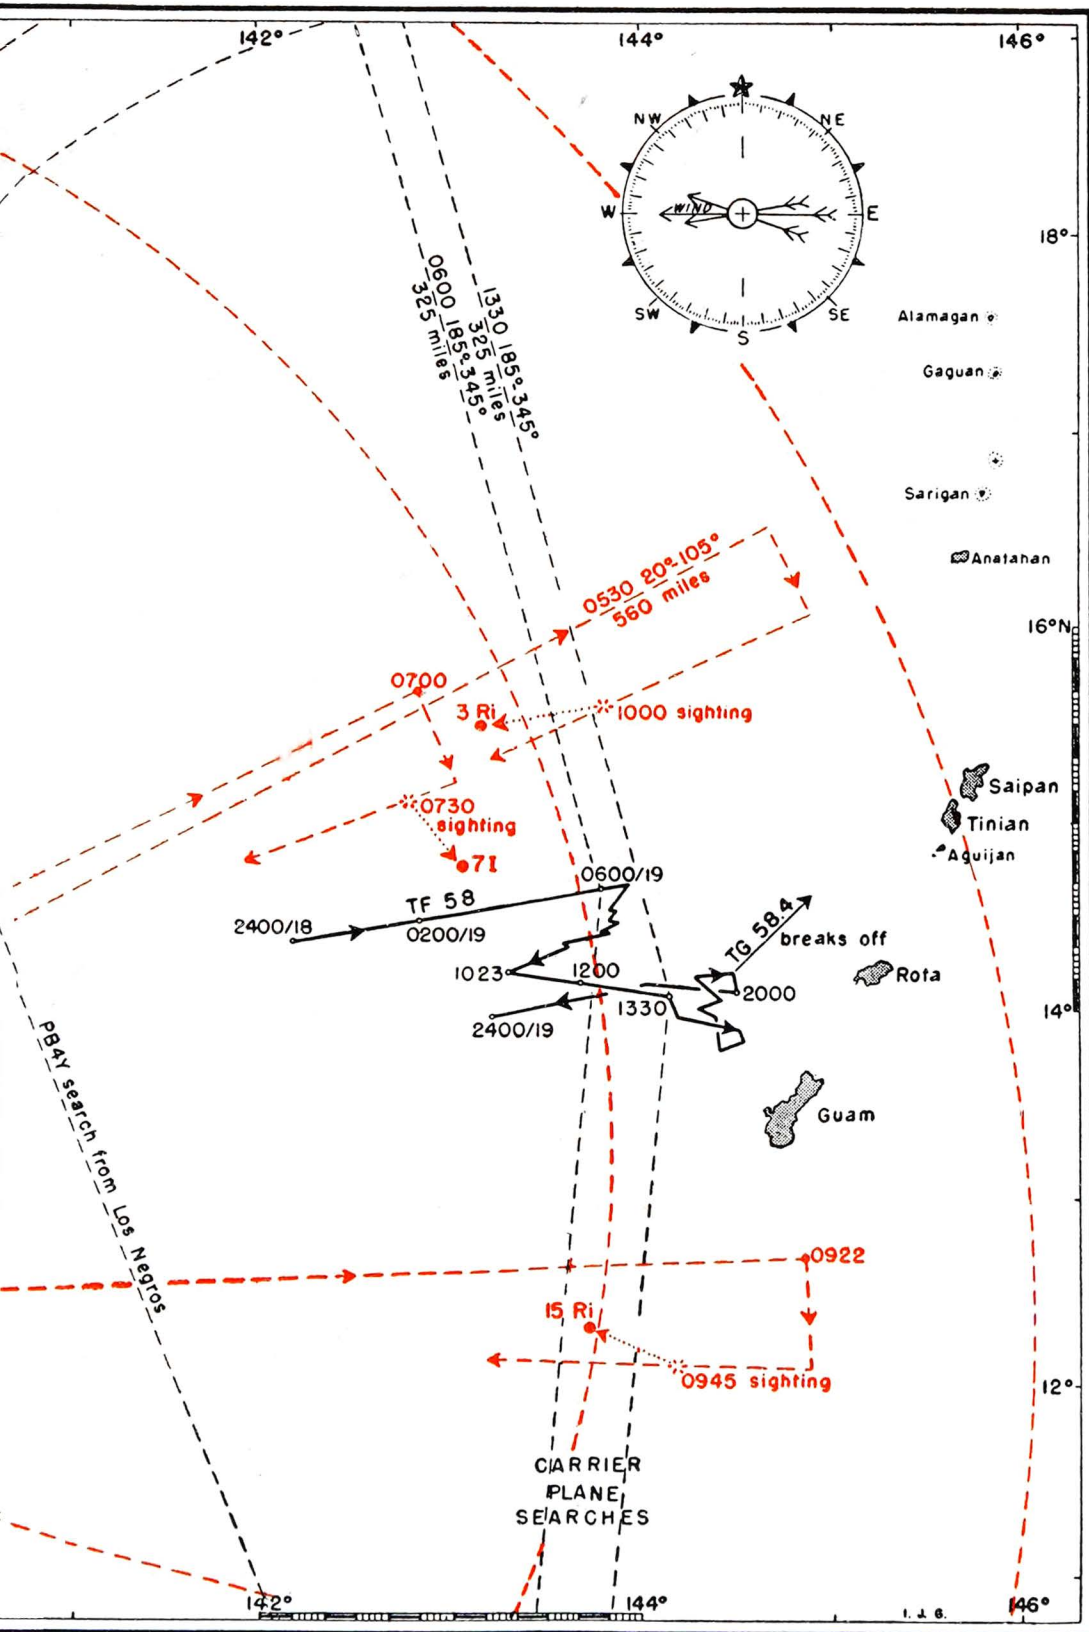 142°
144°
146°
NW
NE
W
WIND
E
SW
SE
S
18°
0600 185°-345°
325 miles
1330 185°-345°
325 miles
Alamagan
Gaguan
Sarigan
Anatahan
0530 20°-105°
560 miles
16°N
0700
3 Ri
1000 sighting
0730
sighting
7I
Saipan
Tinian
Aguijan
0600/19
TF 58
2400/18
0200/19
TG 58.4
breaks off
1023
1200
1330
2000
2400/19
Rota
14°
PB4Y search from Los Negros
Guam
0922
15 Ri
0945 sighting
12°
CARRIER
PLANE
SEARCHES
142°
144°
I. J. G.
146°